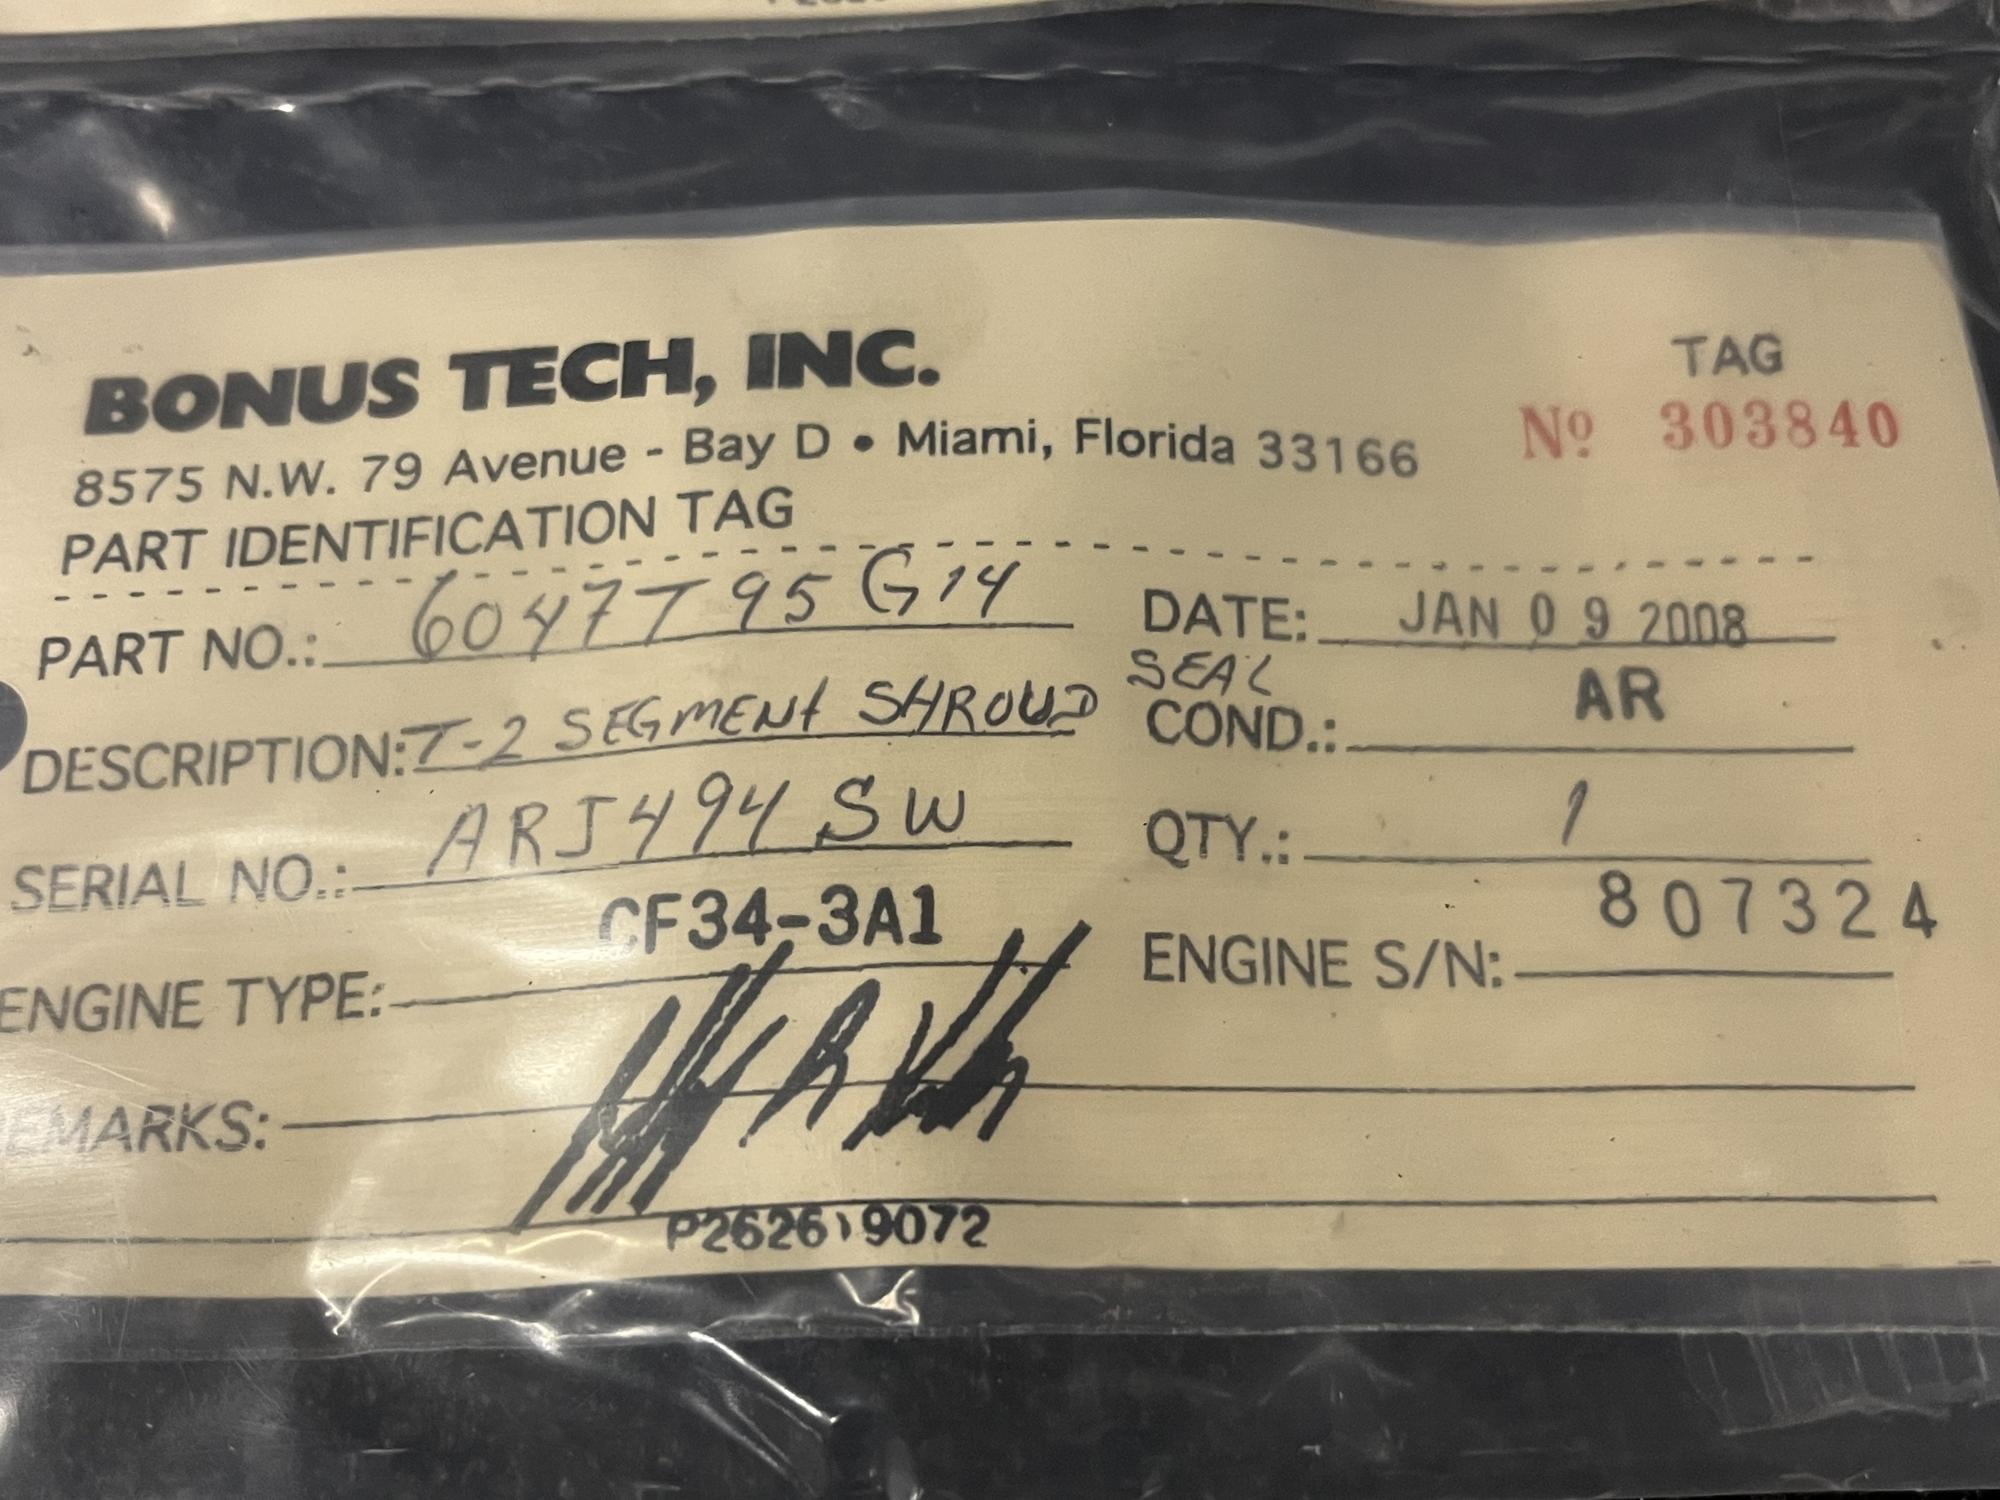 BONUS TECH, INC.
8575 N.W. 79 Avenue - Bay D • Miami, Florida 33166
TAG
Nº 303840
PART IDENTIFICATION TAG
PART NO.: 6047T95G14
DATE: JAN 09 2008
DESCRIPTION: T-2 SEGMENT SHROUD SEAL
COND.: AR
SERIAL NO.: ARJ494SW
QTY.: 1
ENGINE TYPE: CF34-3A1
ENGINE S/N: 807324
EMARKS:
P2626 9072